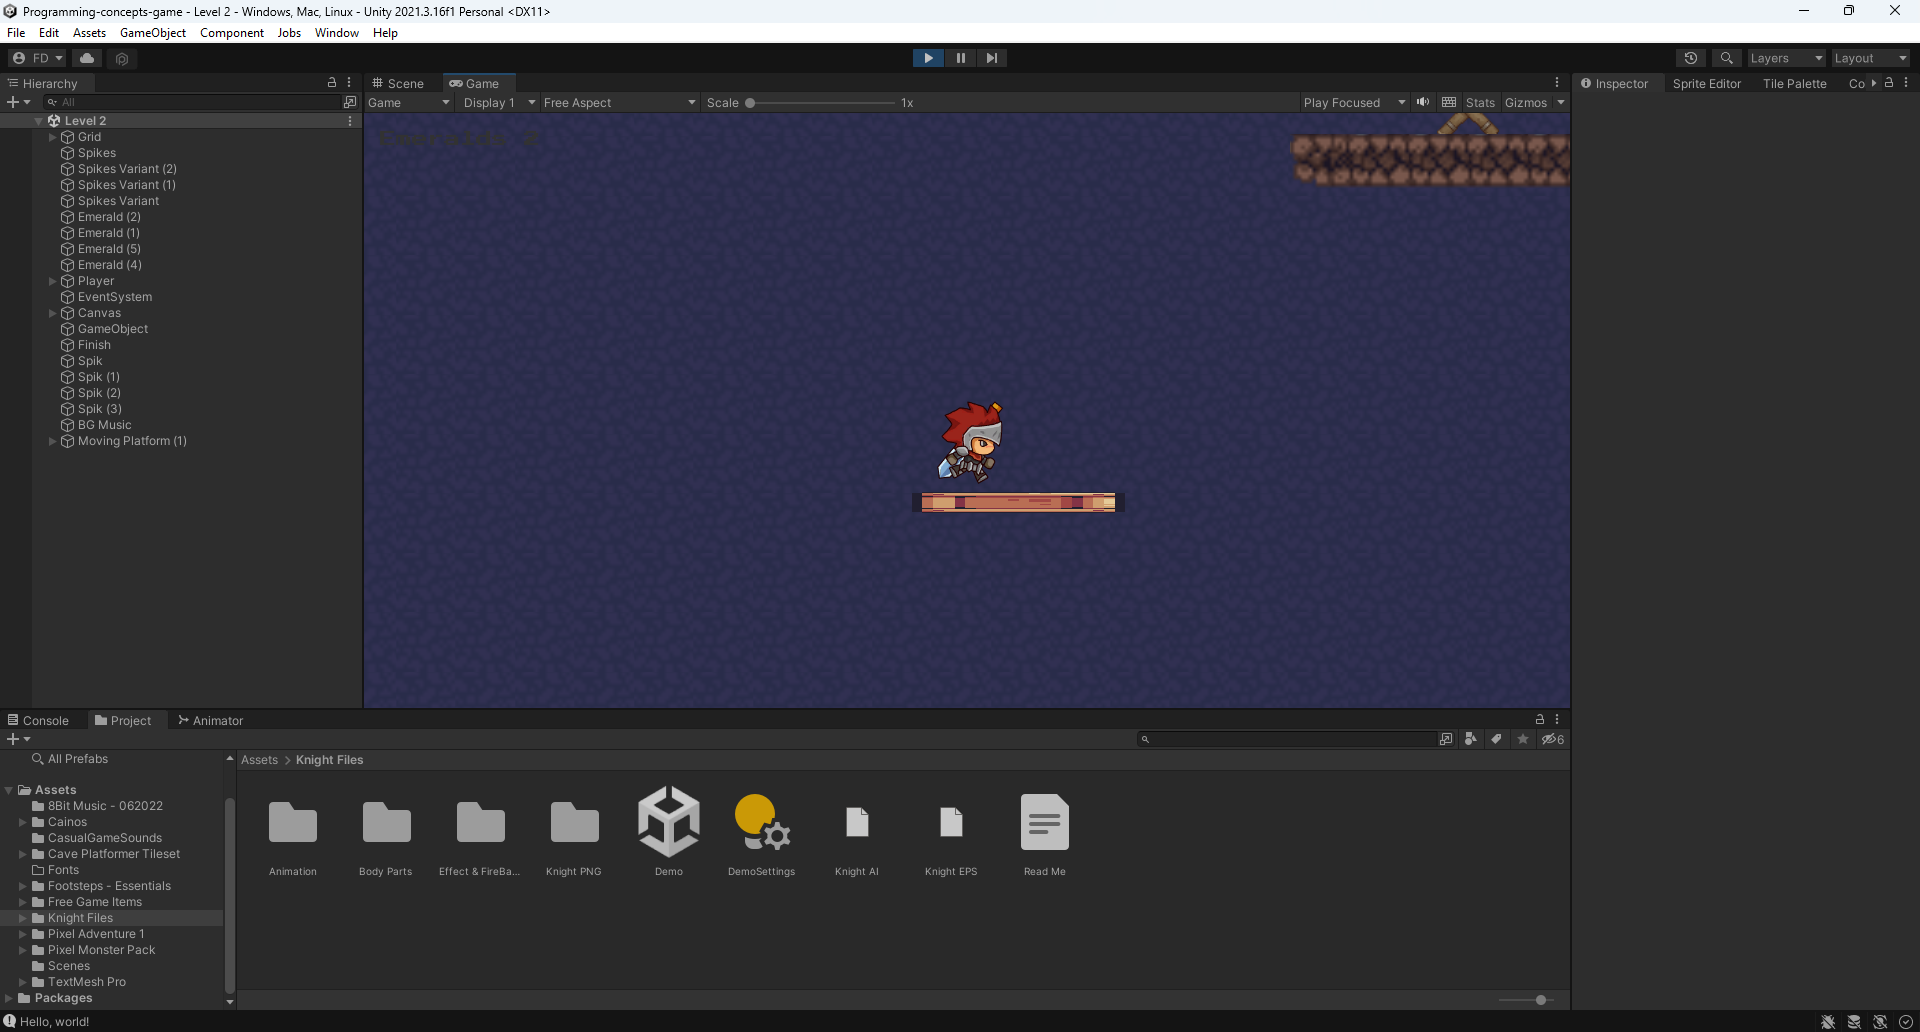 Programming-concepts-game - Level 2 - Windows, Mac, Linux - Unity 2021.3.16f1 Personal <DX11>
File Edit Assets GameObject Component Jobs Window Help
FD Layers Layout
Hierarchy
All
Level 2
Grid
Spikes
Spikes Variant (2)
Spikes Variant (1)
Spikes Variant
Emerald (2)
Emerald (1)
Emerald (5)
Emerald (4)
Player
EventSystem
Canvas
GameObject
Finish
Spik
Spik (1)
Spik (2)
Spik (3)
BG Music
Moving Platform (1)
Scene Game
Game Display 1 Free Aspect Scale 1x Play Focused Stats Gizmos
Inspector Sprite Editor Tile Palette Co
Console Project Animator
6
All Prefabs
Assets
8Bit Music - 062022
Cainos
CasualGameSounds
Cave Platformer Tileset
Fonts
Footsteps - Essentials
Free Game Items
Knight Files
Pixel Adventure 1
Pixel Monster Pack
Scenes
TextMesh Pro
Packages
Assets > Knight Files
Animation Body Parts Effect & FireBa... Knight PNG Demo DemoSettings Knight AI Knight EPS Read Me
Hello, world!